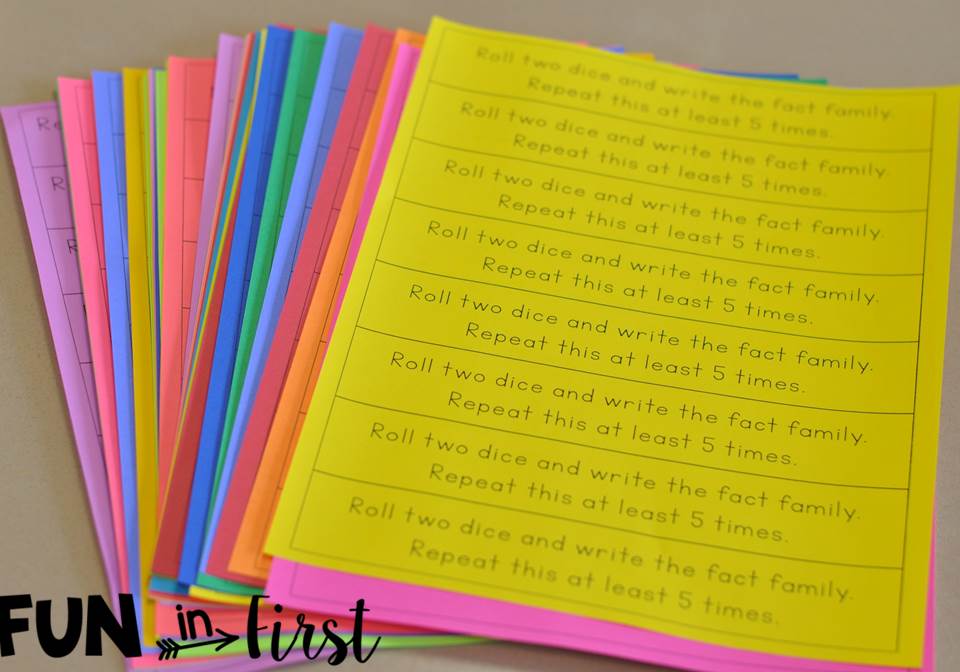 Roll two dice and write the fact family.
Repeat this at least 5 times.
Roll two dice and write the fact family.
Repeat this at least 5 times.
Roll two dice and write the fact family.
Repeat this at least 5 times.
Roll two dice and write the fact family.
Repeat this at least 5 times.
Roll two dice and write the fact family.
Repeat this at least 5 times.
Roll two dice and write the fact family.
Repeat this at least 5 times.
Roll two dice and write the fact family.
Repeat this at least 5 times.
Roll two dice and write the fact family.
Repeat this at least 5 times.
FUN in First